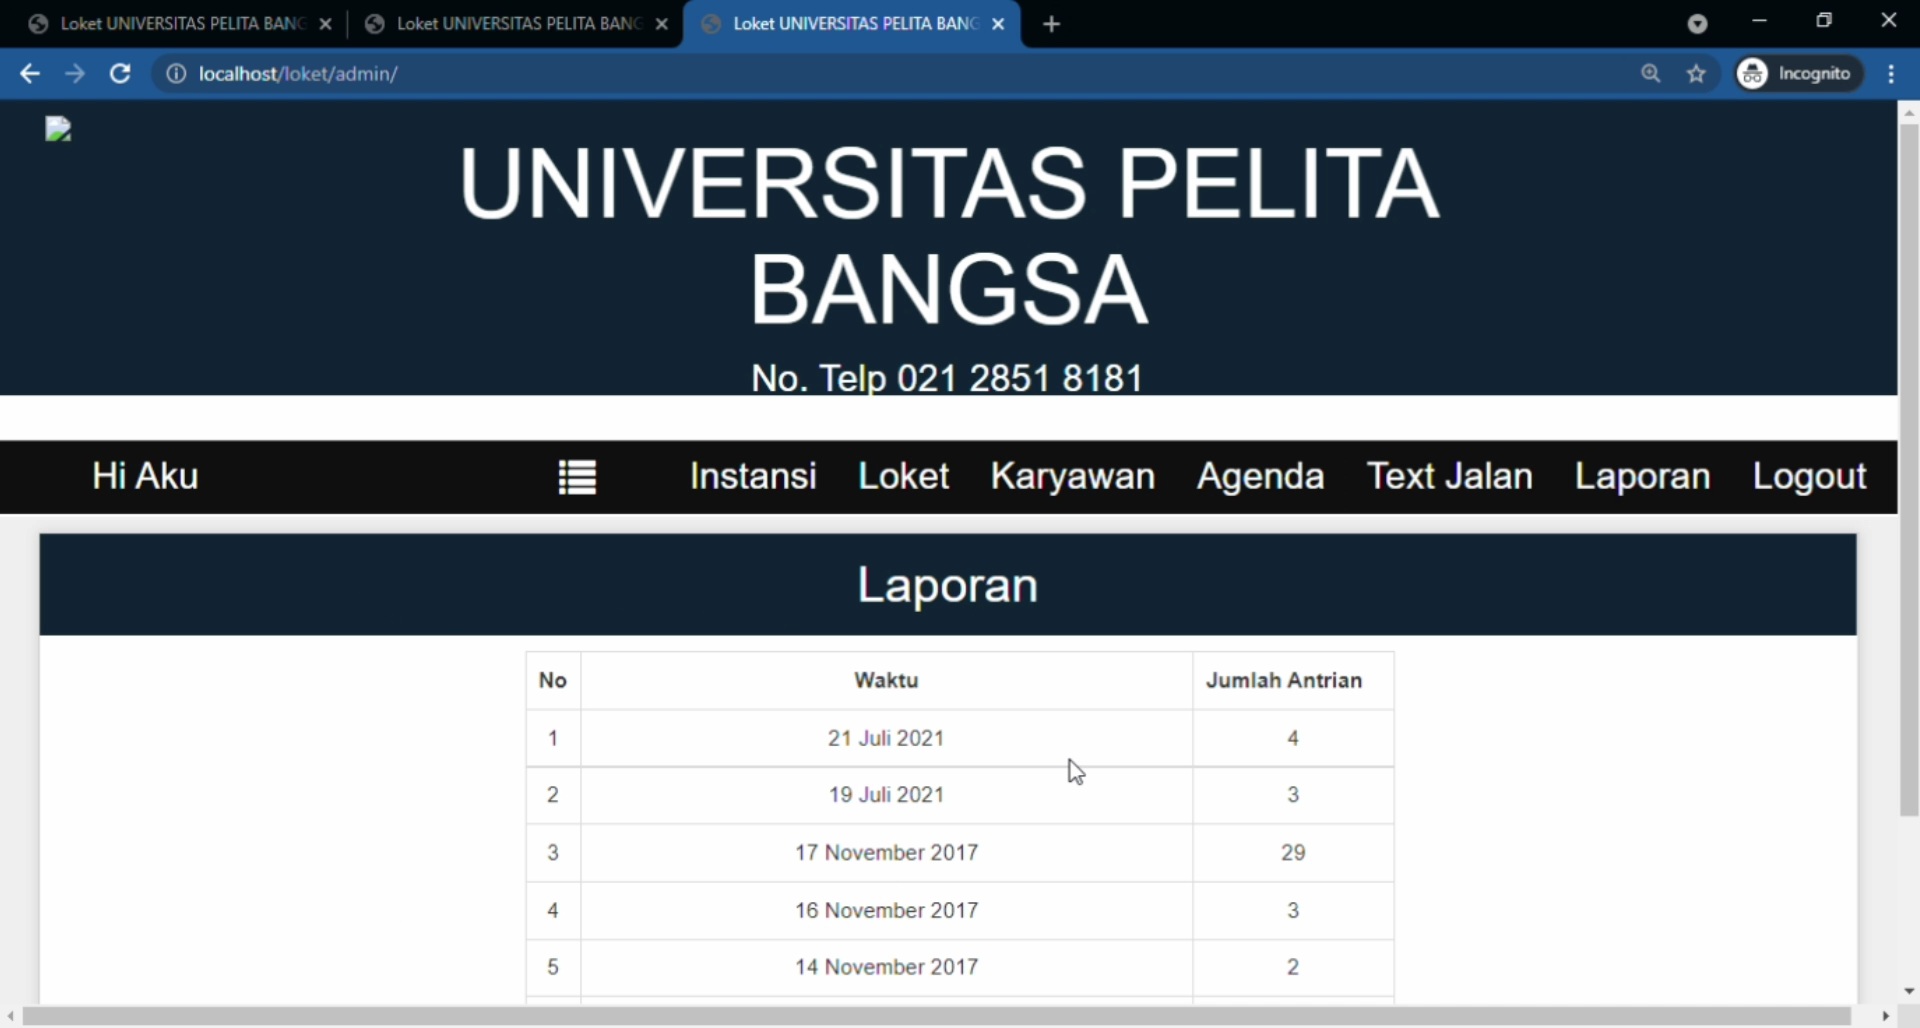 Loket UNIVERSITAS PELITA BANG
Loket UNIVERSITAS PELITA BANG
Loket UNIVERSITAS PELITA BANG
localhost/loket/admin/
Incognito
UNIVERSITAS PELITA
BANGSA
No. Telp 021 2851 8181
Hi Aku Instansi Loket Karyawan Agenda Text Jalan Laporan Logout
Laporan
No Waktu Jumlah Antrian
1 21 Juli 2021 4
2 19 Juli 2021 3
3 17 November 2017 29
4 16 November 2017 3
5 14 November 2017 2